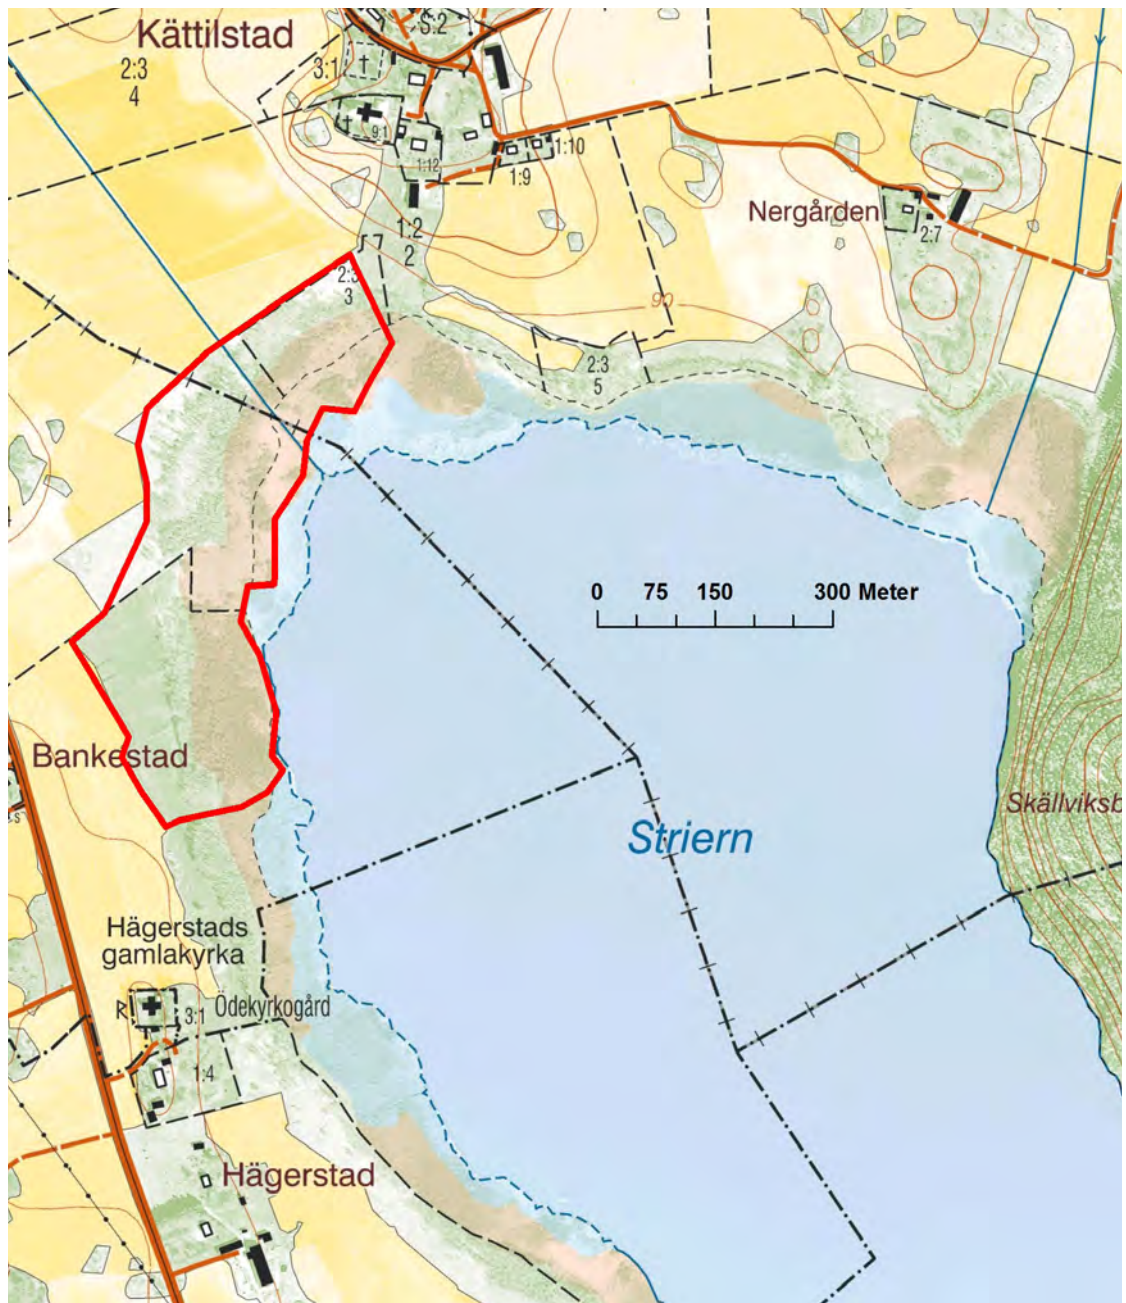 S:2
Kättilstad
2:3
4
3:1
9:1
1:12
1:10
1:9
Nergården
2:7
1:2
2
2:3
3
90
2:3
5
0 75 150 300 Meter
Bankestad
Skällviksb
Striern
Hägerstads
gamlakyrka
R
3:1 Ödekyrkogård
1:4
Hägerstad